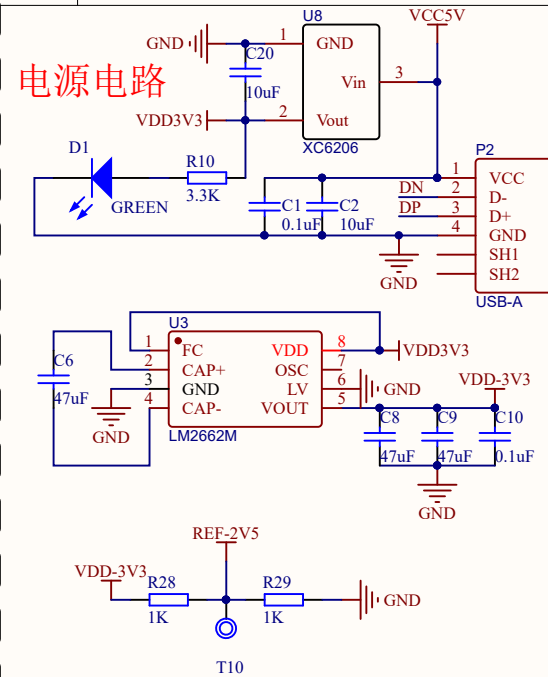 U8
VCC5V
GND
1
GND
C20
电源电路
Vin
3
10uF
VDD3V3
2
Vout
XC6206
D1
P2
R10
1
VCC
DN
2
D-
GREEN
3.3K
C1
C2
DP
3
D+
0.1uF
10uF
4
GND
SH1
GND
SH2
USB-A
U3
1
FC
VDD
8
VDD3V3
C6
2
CAP+
OSC
7
3
GND
LV
6
GND
VDD-3V3
47uF
4
CAP-
VOUT
5
GND
LM2662M
C8
C9
C10
47uF
47uF
0.1uF
GND
REF-2V5
VDD-3V3
R28
R29
GND
1K
1K
T10